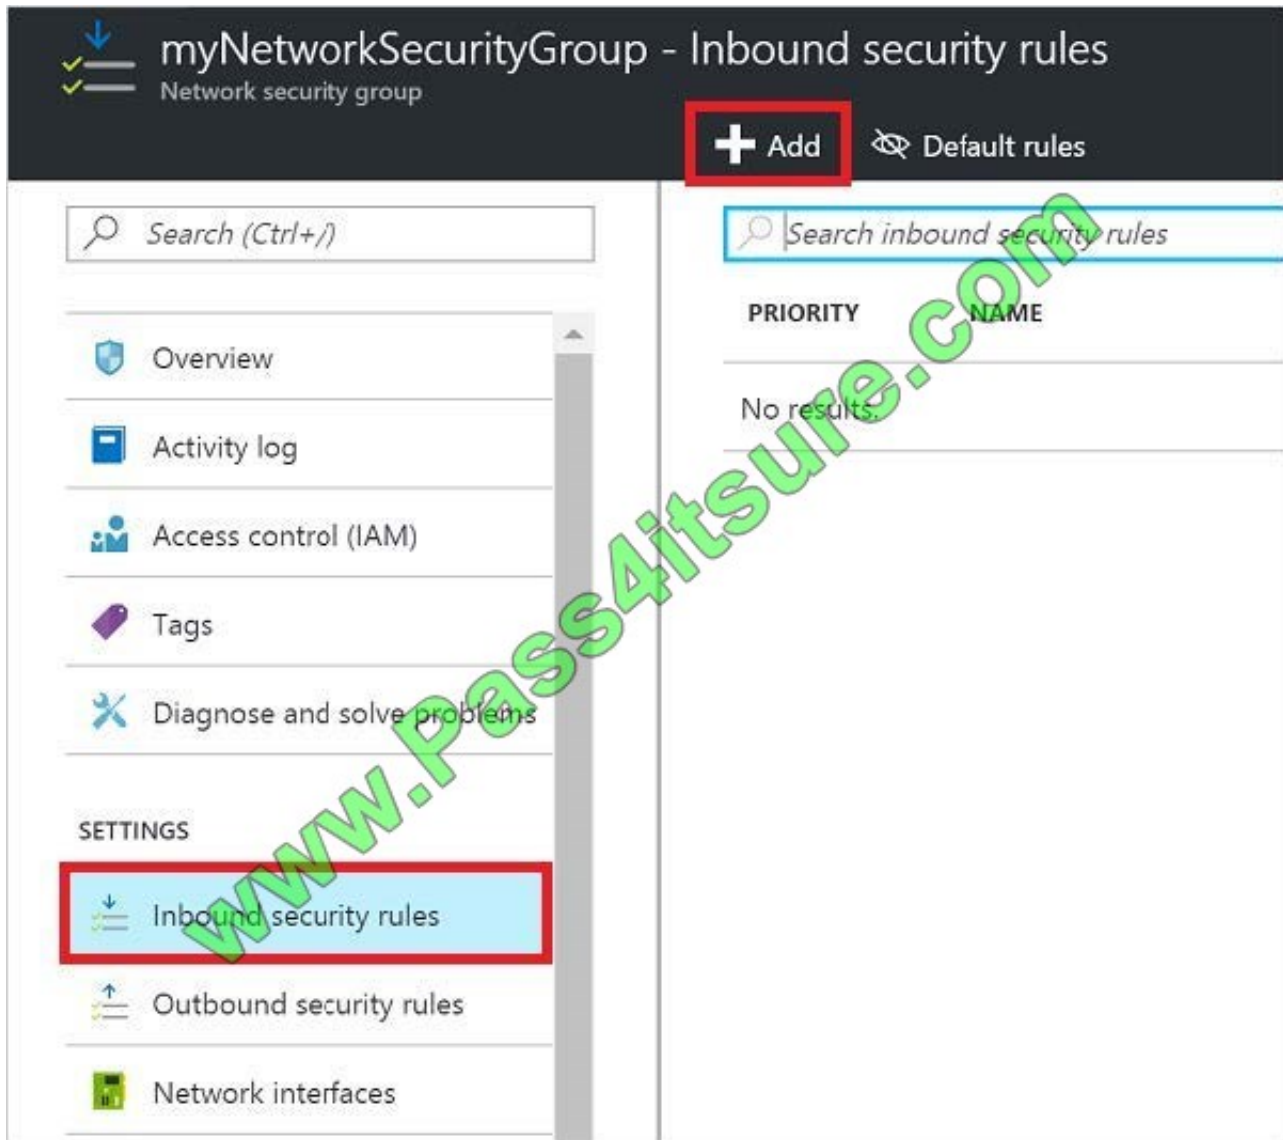 myNetworkSecurityGroup - Inbound security rules
Network security group
Add
Default rules
Search (Ctrl+/)
Search inbound security rules
PRIORITY
NAME
No results.
Overview
Activity log
Access control (IAM)
Tags
Diagnose and solve problems
SETTINGS
Inbound security rules
Outbound security rules
Network interfaces
www.Pass4itsure.com